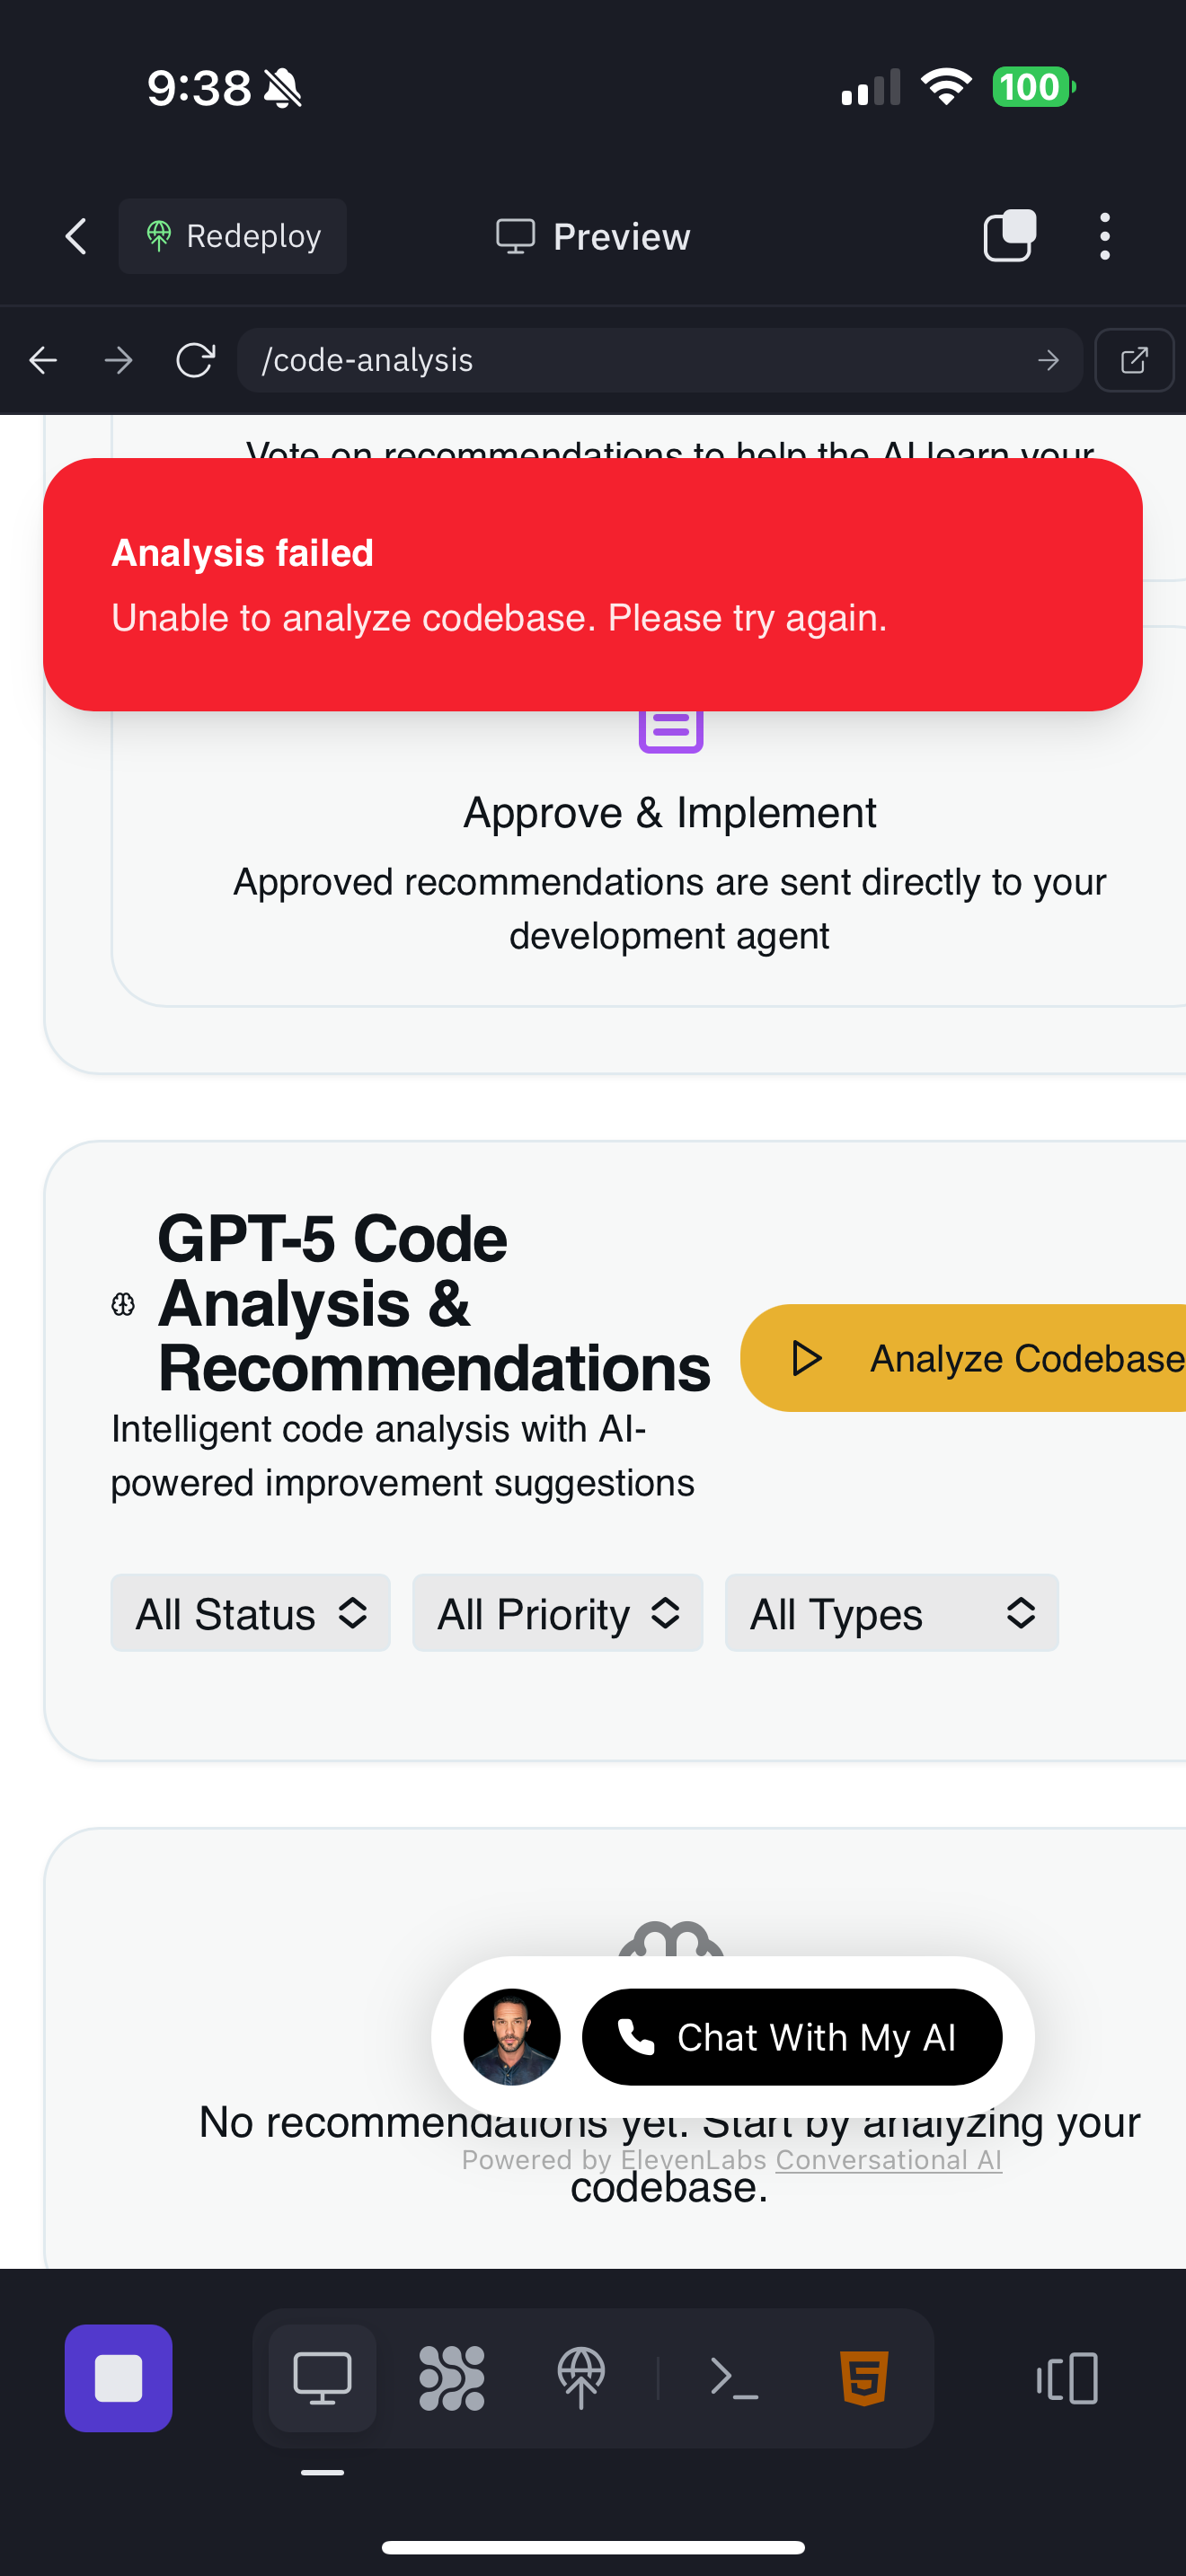 9:38
100
Redeploy
Preview
/code-analysis
Vote on recommendations to help the AI learn your
Analysis failed
Unable to analyze codebase. Please try again.
Approve & Implement
Approved recommendations are sent directly to your
development agent
GPT-5 Code
Analysis &
Recommendations
Analyze Codebase
Intelligent code analysis with AI-
powered improvement suggestions
All Status
All Priority
All Types
Chat With My AI
No recommendations yet. Start by analyzing your
Powered by ElevenLabs Conversational AI
codebase.